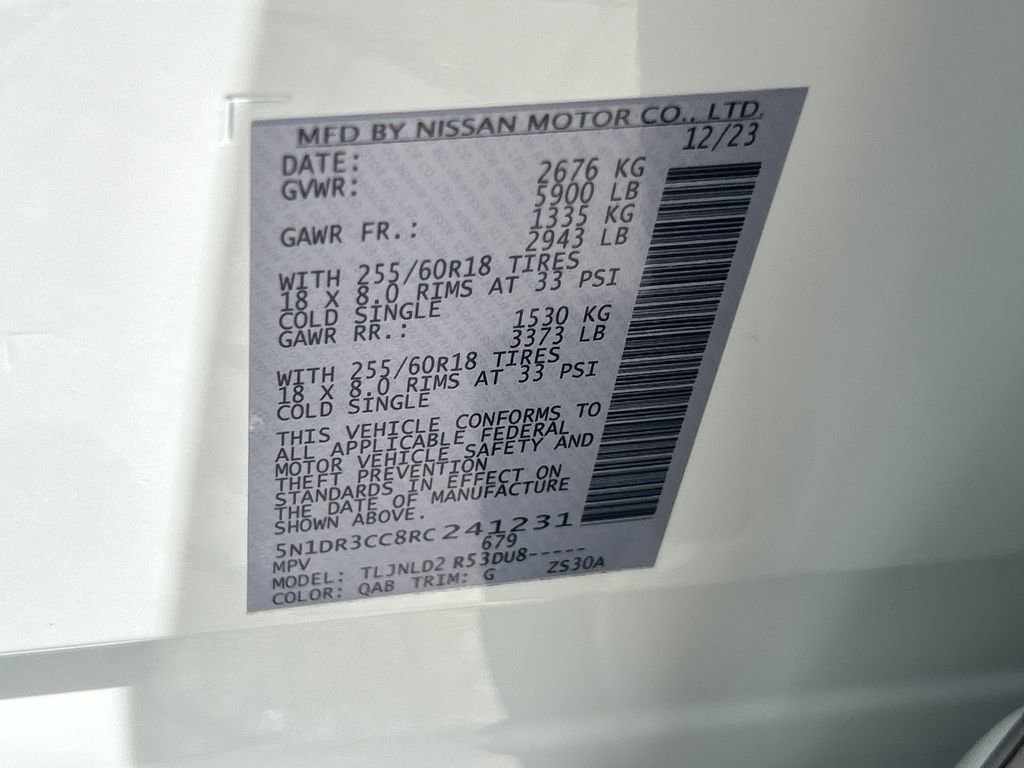 MFD BY NISSAN MOTOR CO., LTD.
DATE: 12/23
GVWR: 2676 KG
5900 LB
GAWR FR.: 1335 KG
2943 LB
WITH 255/60R18 TIRES
18 X 8.0 RIMS AT 33 PSI
COLD SINGLE
GAWR RR.: 1530 KG
3373 LB
WITH 255/60R18 TIRES
18 X 8.0 RIMS AT 33 PSI
COLD SINGLE
THIS VEHICLE CONFORMS TO
ALL APPLICABLE FEDERAL
MOTOR VEHICLE SAFETY AND
THEFT PREVENTION
STANDARDS IN EFFECT ON
THE DATE OF MANUFACTURE
SHOWN ABOVE.
5N1DR3CC8RC 241231
MPV 679
MODEL: TLJNLD2 R53DU8-----
COLOR: QAB TRIM: G ZS30A